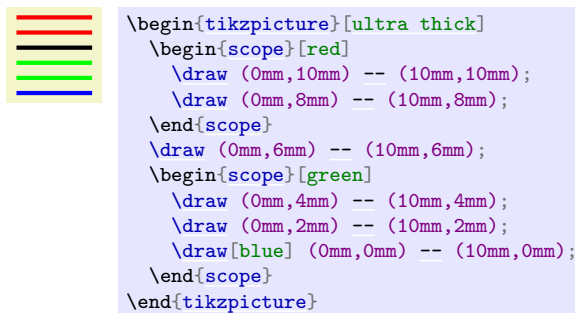 \begin{tikzpicture}[ultra thick]
\begin{scope}[red]
\draw (0mm,10mm) -- (10mm,10mm);
\draw (0mm,8mm) -- (10mm,8mm);
\end{scope}
\draw (0mm,6mm) -- (10mm,6mm);
\begin{scope}[green]
\draw (0mm,4mm) -- (10mm,4mm);
\draw (0mm,2mm) -- (10mm,2mm);
\draw[blue] (0mm,0mm) -- (10mm,0mm);
\end{scope}
\end{tikzpicture}